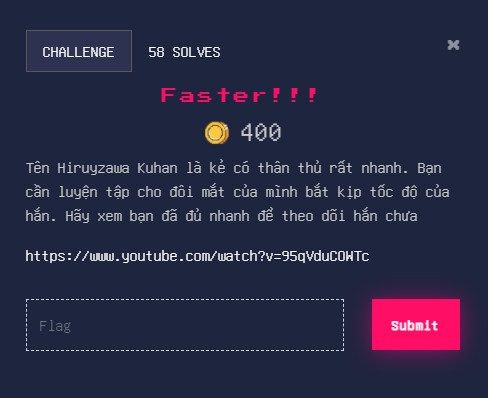 CHALLENGE
58 SOLVES
×
Faster!!!
400
Tên Hiruyzawa Kuhan là kẻ có thân thủ rất nhanh. Bạn
cần luyện tập cho đôi mắt của mình bắt kịp tốc độ của
hắn. Hãy xem bạn đã đủ nhanh để theo dõi hắn chưa
https://www.youtube.com/watch?v=95qVduCOWTc
Flag
Submit